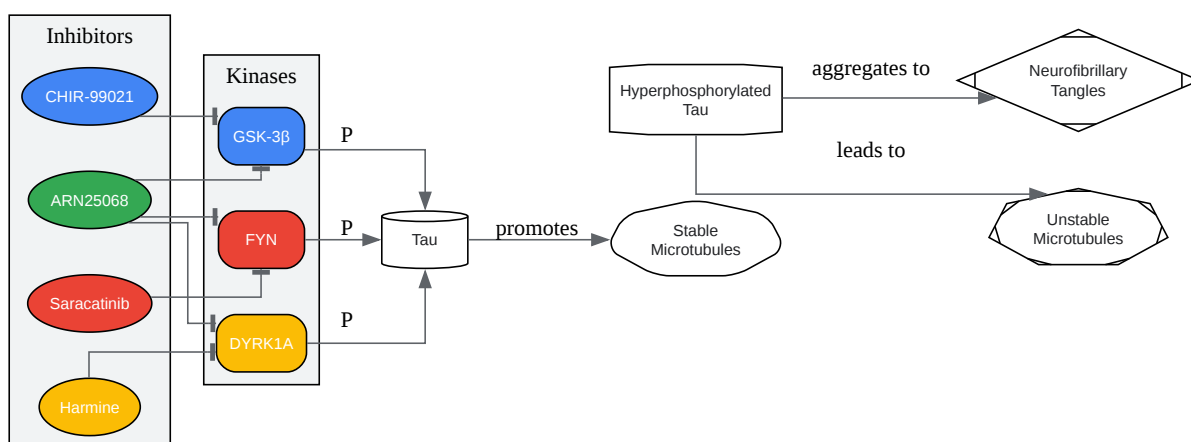 Inhibitors
CHIR-99021
ARN25068
Saracatinib
Harmine
Kinases
GSK-3β
FYN
DYRK1A
P
P
P
Tau
promotes
Stable
Microtubules
Hyperphosphorylated
Tau
aggregates to
leads to
Neurofibrillary
Tangles
Unstable
Microtubules